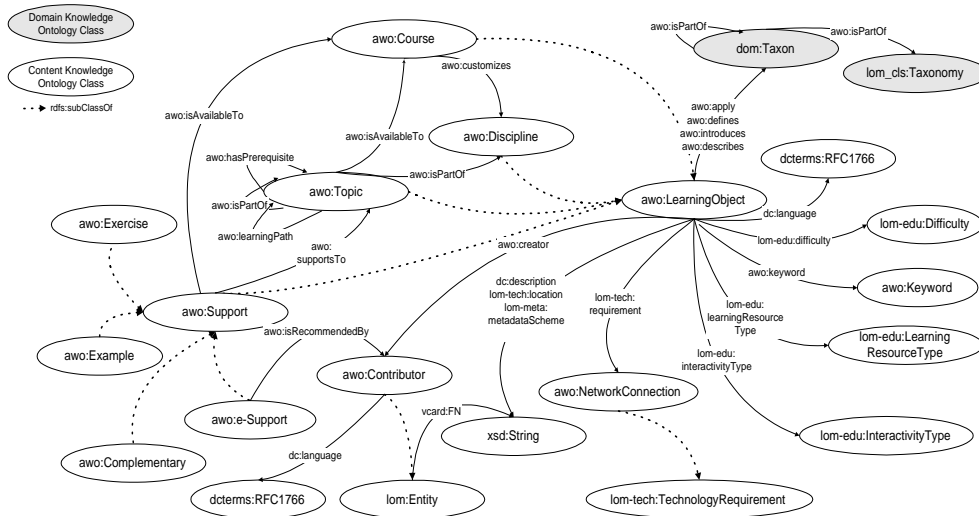 Domain Knowledge
Ontology Class
Content Knowledge
Ontology Class
rdfs:subClassOf
awo:Course
awo:customizes
awo:isAvailableTo
awo:isAvailableTo
awo:Discipline
awo:hasPrerequisite
awo:isPartOf
awo:Topic
awo:isPartOf
awo:learningPath
awo:
supportsTo
awo:isPartOf
awo:isPartOf
dom:Taxon
lom_cls:Taxonomy
awo:apply
awo:defines
awo:introduces
awo:describes
dcterms:RFC1766
awo:LearningObject
dc:language
lom-edu:Difficulty
lom-edu:difficulty
awo:creator
awo:keyword
awo:Keyword
dc:description
lom-tech:location
lom-meta:
metadataScheme
lom-tech:
requirement
lom-edu:
learningResource
Type
lom-edu:Learning
ResourceType
lom-edu:
interactivityType
awo:Exercise
awo:Support
awo:isRecommendedBy
awo:Example
awo:Contributor
awo:NetworkConnection
awo:e-Support
vcard:FN
xsd:String
lom-edu:InteractivityType
awo:Complementary
dc:language
dcterms:RFC1766
lom:Entity
lom-tech:TechnologyRequirement